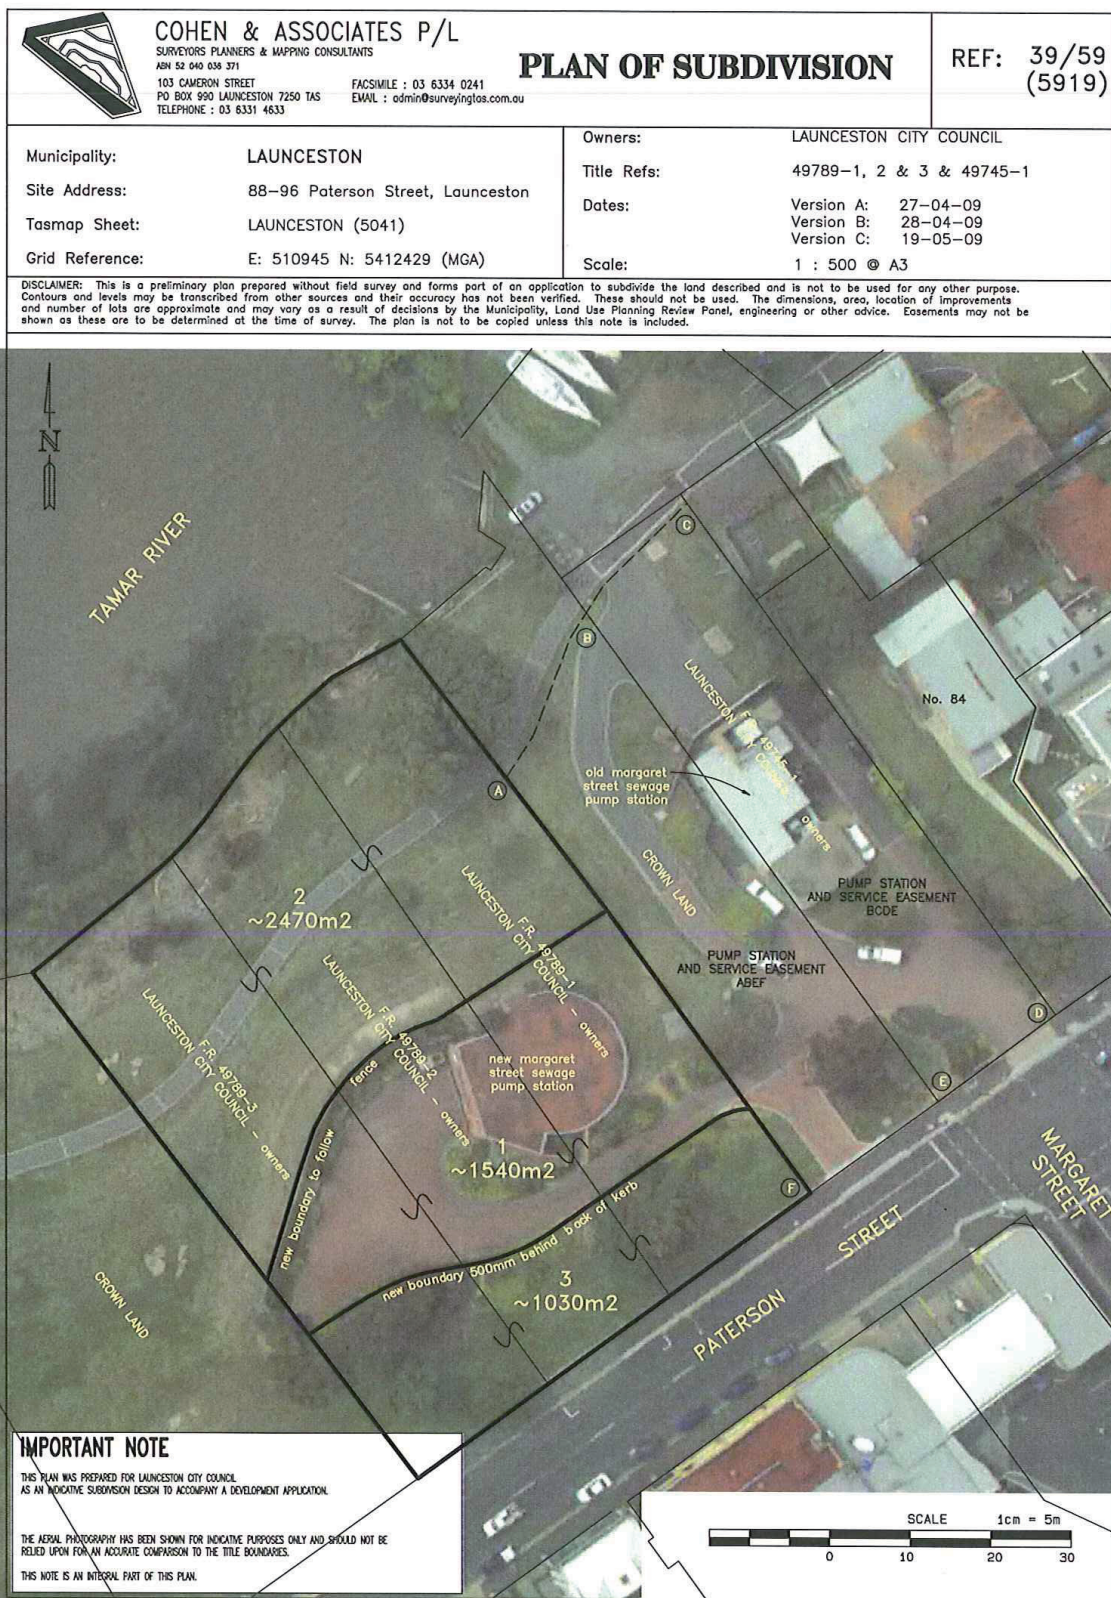 COHEN & ASSOCIATES P/L
SURVEYORS PLANNERS & MAPPING CONSULTANTS
ABN 52 040 036 371
103 CAMERON STREET
PO BOX 990 LAUNCESTON 7250 TAS
TELEPHONE : 03 6331 4633
FACSIMILE : 03 6334 0241
EMAIL : admin@surveyingtas.com.au
PLAN OF SUBDIVISION
REF: 39/59
(5919)
Municipality: LAUNCESTON
Site Address: 88-96 Paterson Street, Launceston
Tasmap Sheet: LAUNCESTON (5041)
Grid Reference: E: 510945 N: 5412429 (MGA)
Owners: LAUNCESTON CITY COUNCIL
Title Refs: 49789-1, 2 & 3 & 49745-1
Dates: Version A: 27-04-09
Version B: 28-04-09
Version C: 19-05-09
Scale: 1 : 500 @ A3
DISCLAIMER: This is a preliminary plan prepared without field survey and forms part of an application to subdivide the land described and is not to be used for any other purpose.
Contours and levels may be transcribed from other sources and their accuracy has not been verified. These should not be used. The dimensions, area, location of improvements
and number of lots are approximate and may vary as a result of decisions by the Municipality, Land Use Planning Review Panel, engineering or other advice. Easements may not be
shown as these are to be determined at the time of survey. The plan is not to be copied unless this note is included.
N
TAMAR RIVER
C
B
A
No. 84
LAUNCESTON CITY COUNCIL - owners
F.R. 49745-1
old margaret
street sewage
pump station
CROWN LAND
PUMP STATION
AND SERVICE EASEMENT
BCDE
PUMP STATION
AND SERVICE EASEMENT
ABEF
2
~2470m2
F.R. 49789-1
LAUNCESTON CITY COUNCIL - owners
F.R. 49789-2
LAUNCESTON CITY COUNCIL - owners
F.R. 49789-3
LAUNCESTON CITY COUNCIL - owners
new margaret
street sewage
pump station
D
E
F
new boundary to follow fence
1
~1540m2
new boundary 500mm behind back of kerb
3
~1030m2
CROWN LAND
PATERSON STREET
MARGARET
STREET
IMPORTANT NOTE
THIS PLAN WAS PREPARED FOR LAUNCESTON CITY COUNCIL
AS AN INDICATIVE SUBDIVISION DESIGN TO ACCOMPANY A DEVELOPMENT APPLICATION.
THE AERIAL PHOTOGRAPHY HAS BEEN SHOWN FOR INDICATIVE PURPOSES ONLY AND SHOULD NOT BE
RELIED UPON FOR AN ACCURATE COMPARISON TO THE TITLE BOUNDARIES.
THIS NOTE IS AN INTEGRAL PART OF THIS PLAN.
SCALE 1cm = 5m
0 10 20 30